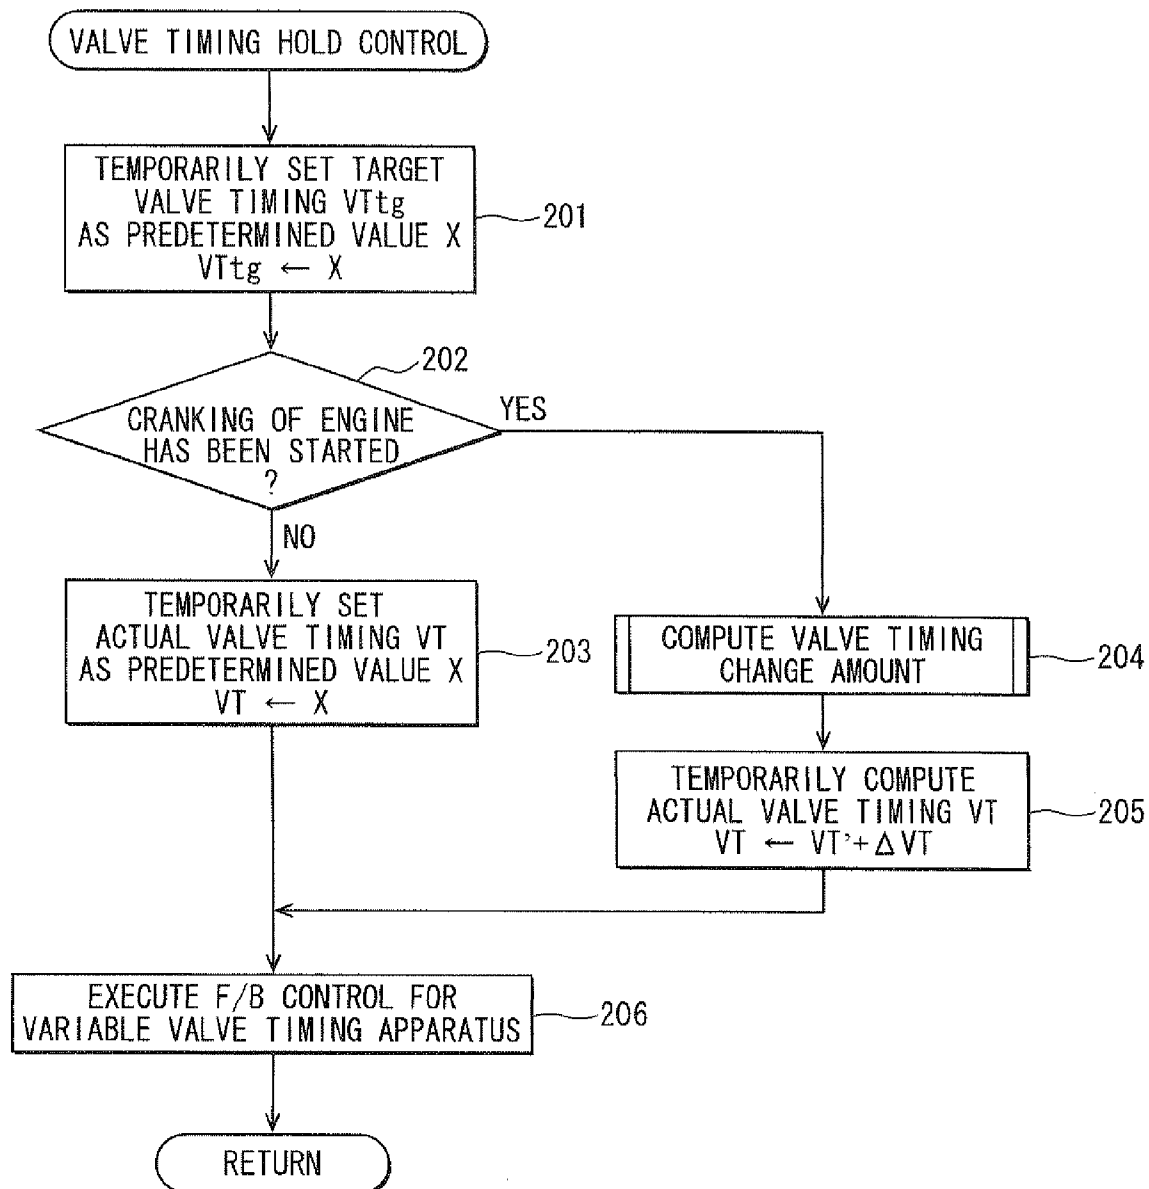 VALVE TIMING HOLD CONTROL
TEMPORARILY SET TARGET
VALVE TIMING VTtg
AS PREDETERMINED VALUE X
VTtg ← X
201
202
CRANKING OF ENGINE
HAS BEEN STARTED
?
YES
NO
TEMPORARILY SET
ACTUAL VALVE TIMING VT
AS PREDETERMINED VALUE X
VT ← X
203
COMPUTE VALVE TIMING
CHANGE AMOUNT
204
TEMPORARILY COMPUTE
ACTUAL VALVE TIMING VT
VT ← VT'+ΔVT
205
EXECUTE F/B CONTROL FOR
VARIABLE VALVE TIMING APPARATUS
206
RETURN